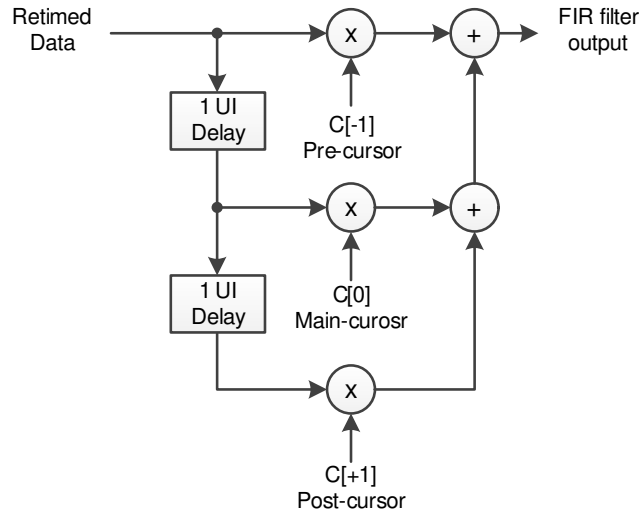 Retimed
Data
x
+
FIR filter
output
1 UI
Delay
C[-1]
Pre-cursor
x
+
1 UI
Delay
C[0]
Main-curosr
x
C[+1]
Post-cursor